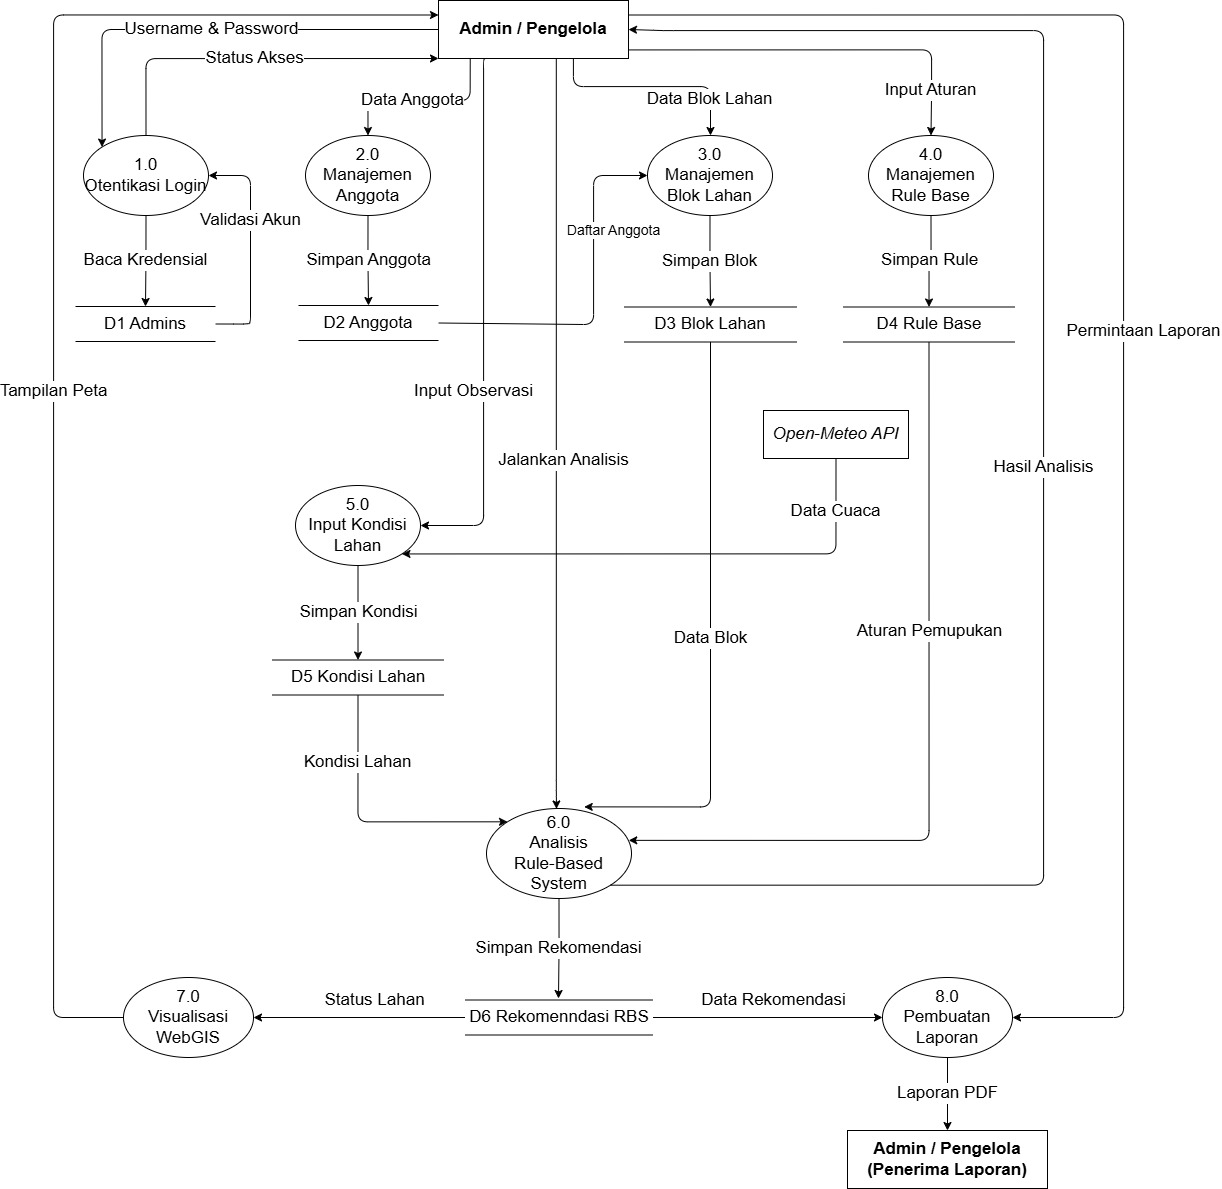 Admin / Pengelola
Username & Password
Status Akses
Data Anggota
Data Blok Lahan
Input Aturan
1.0
Otentikasi Login
2.0
Manajemen
Anggota
3.0
Manajemen
Blok Lahan
4.0
Manajemen
Rule Base
Validasi Akun
Daftar Anggota
Baca Kredensial
Simpan Anggota
Simpan Blok
Simpan Rule
D1 Admins
D2 Anggota
D3 Blok Lahan
D4 Rule Base
Permintaan Laporan
Tampilan Peta
Input Observasi
Open-Meteo API
Jalankan Analisis
Hasil Analisis
Data Cuaca
5.0
Input Kondisi
Lahan
Simpan Kondisi
Data Blok
Aturan Pemupukan
D5 Kondisi Lahan
Kondisi Lahan
6.0
Analisis
Rule-Based
System
Simpan Rekomendasi
7.0
Visualisasi
WebGIS
Status Lahan
D6 Rekomenndasi RBS
Data Rekomendasi
8.0
Pembuatan
Laporan
Laporan PDF
Admin / Pengelola
(Penerima Laporan)